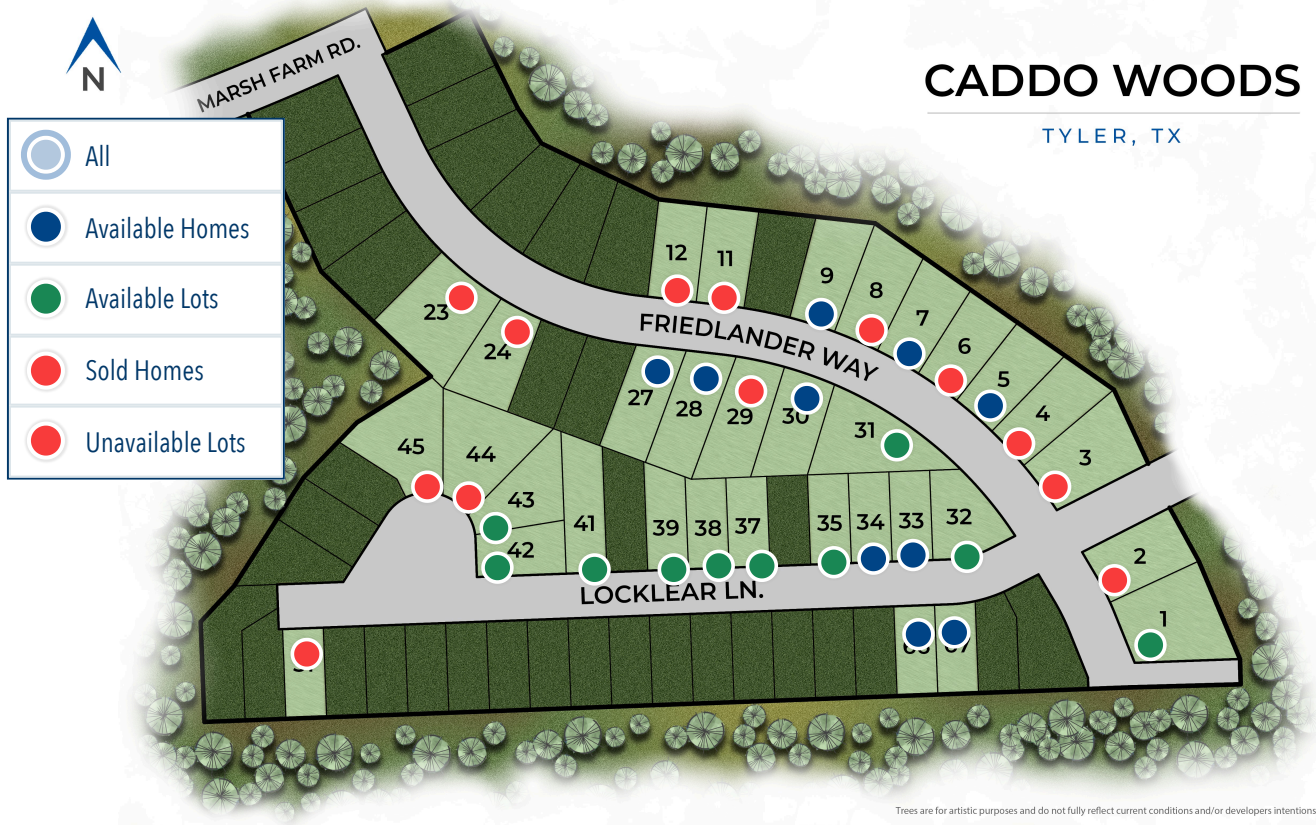 MARSH FARM RD.
N
CADDO WOODS
TYLER, TX
All
Available Homes
Available Lots
Sold Homes
Unavailable Lots
12
11
9
8
7
6
5
4
3
23
24
FRIEDLANDER WAY
27
28
29
30
31
45
44
43
42
41
39
38
37
35
34
33
32
2
1
LOCKLEAR LN.
Trees are for artistic purposes and do not fully reflect current conditions and/or developers intentions